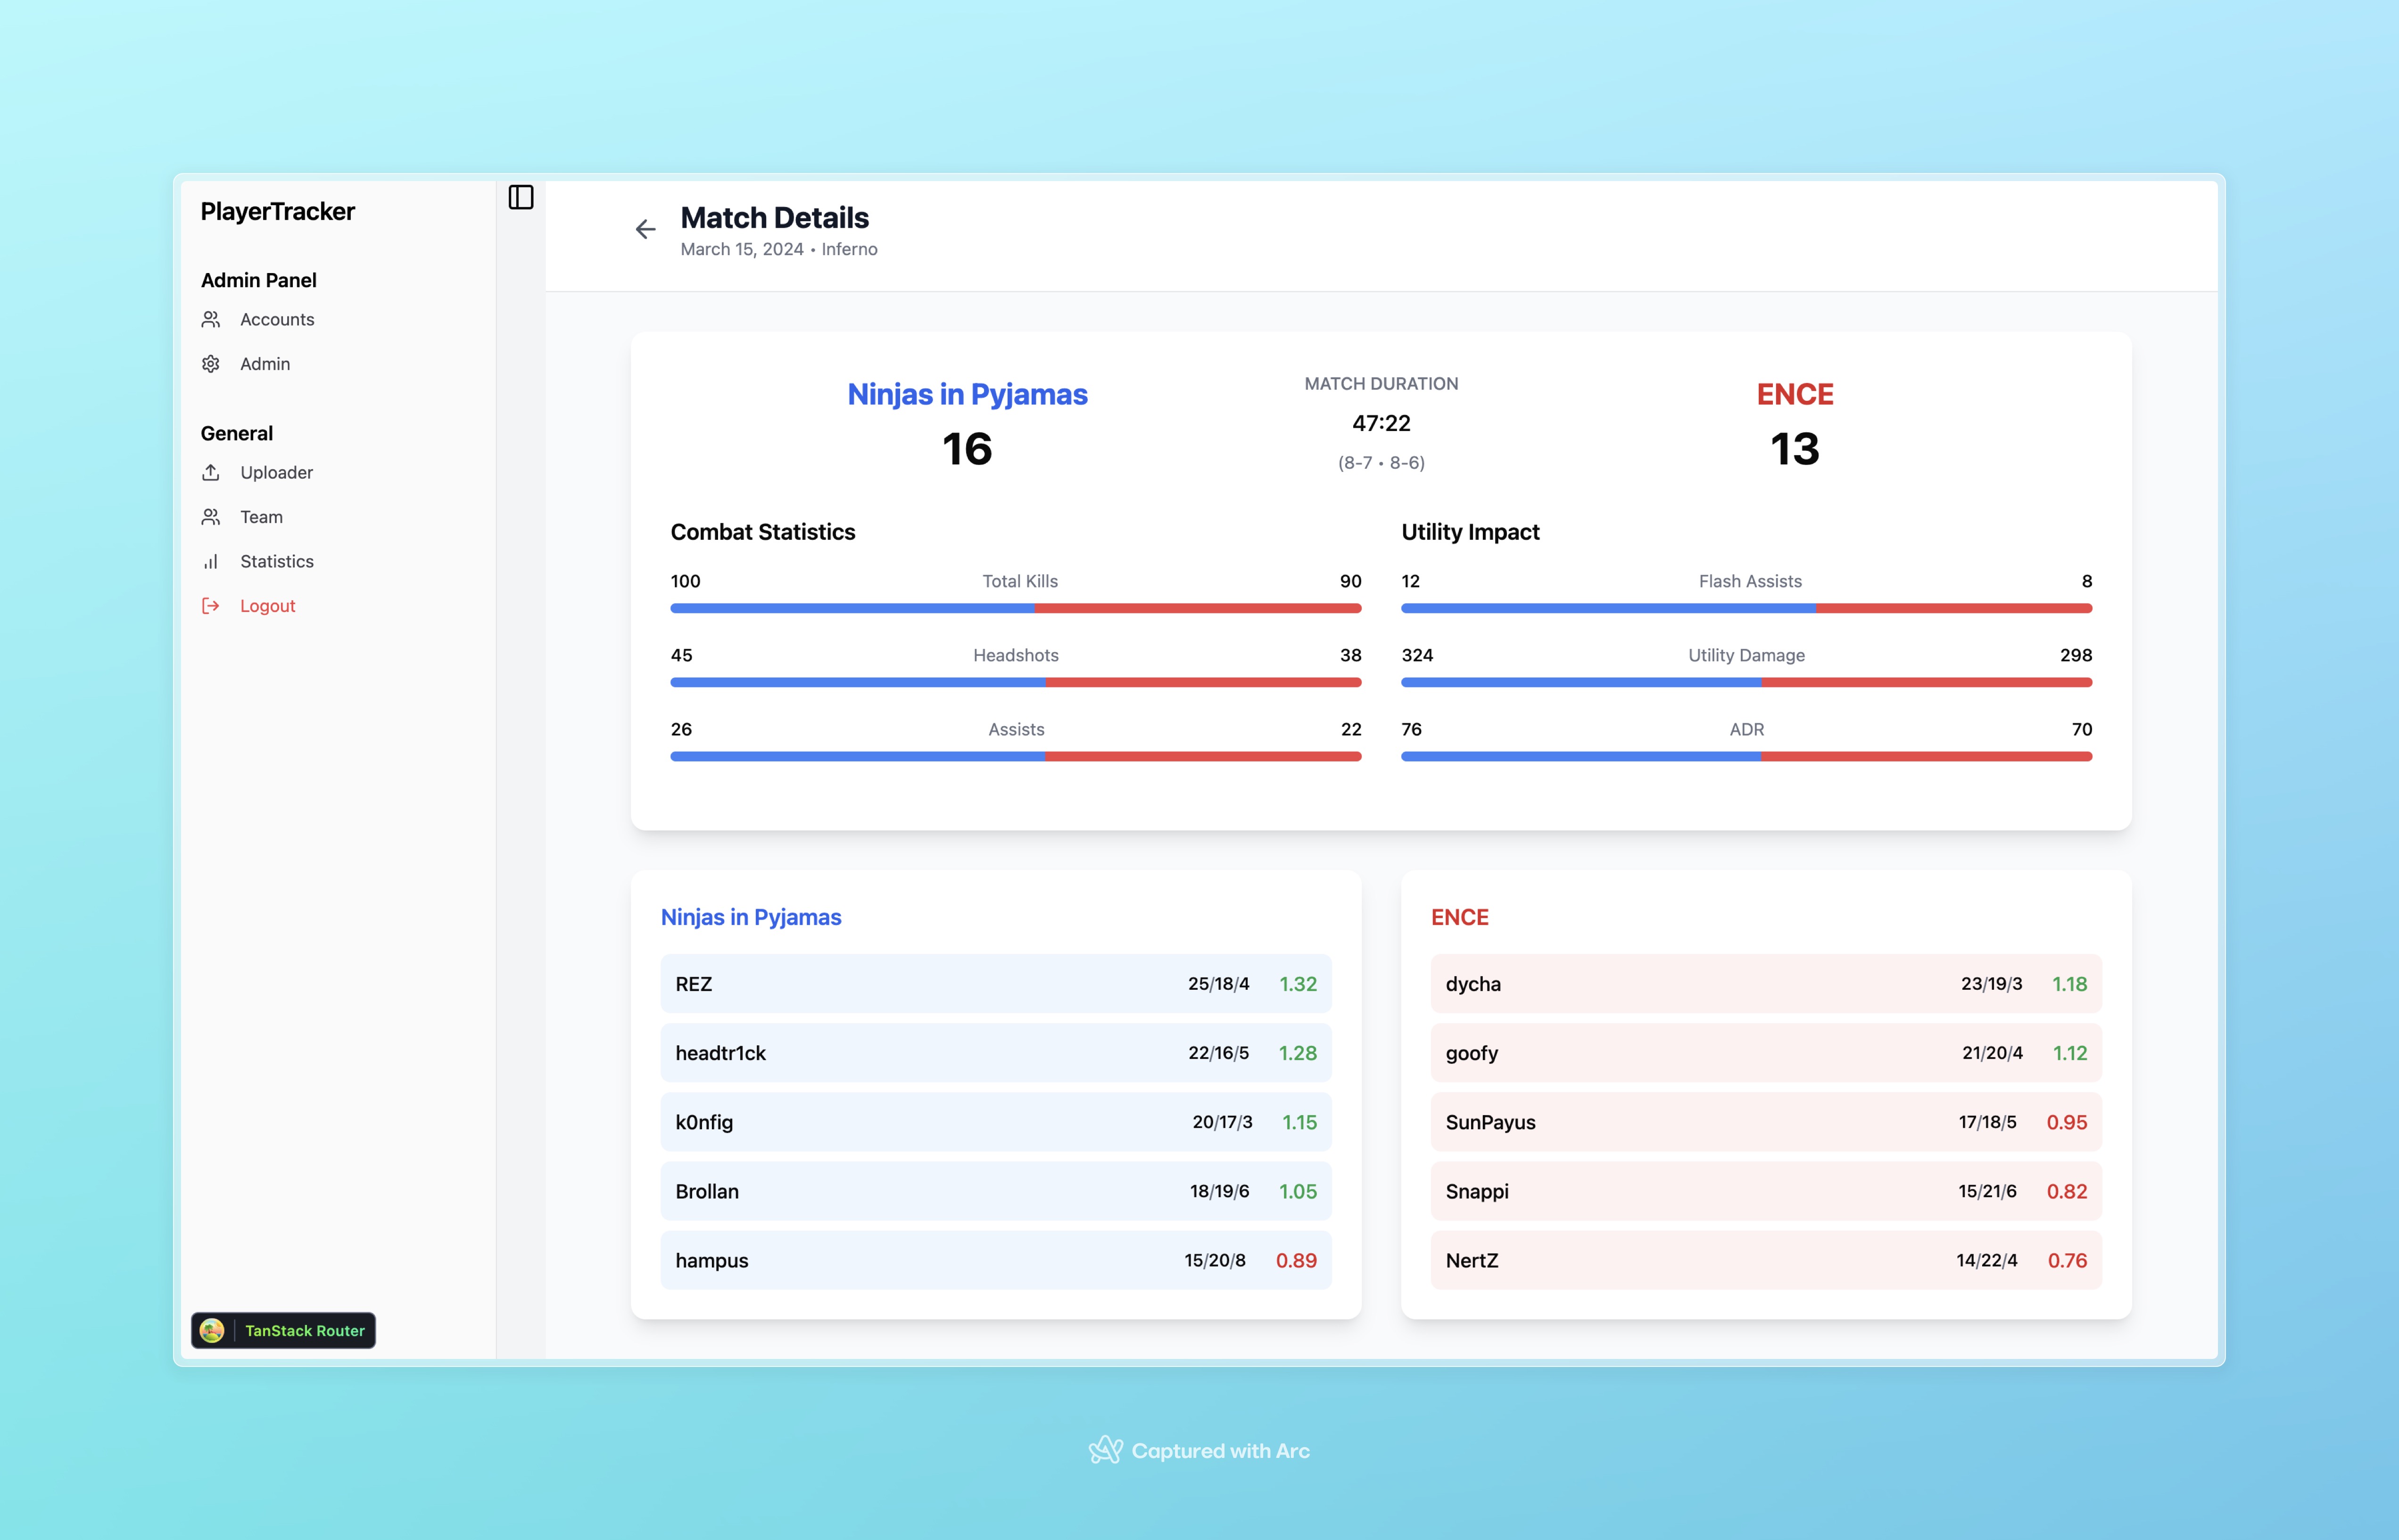 PlayerTracker
Admin Panel
Accounts
Admin
General
Uploader
Team
Statistics
Logout
TanStack Router
Match Details
March 15, 2024 • Inferno
Ninjas in Pyjamas
16
MATCH DURATION
47:22
(8-7 • 8-6)
ENCE
13
Combat Statistics
100 Total Kills 90
45 Headshots 38
26 Assists 22
Utility Impact
12 Flash Assists 8
324 Utility Damage 298
76 ADR 70
Ninjas in Pyjamas
REZ 25/18/4 1.32
headtr1ck 22/16/5 1.28
k0nfig 20/17/3 1.15
Brollan 18/19/6 1.05
hampus 15/20/8 0.89
ENCE
dycha 23/19/3 1.18
goofy 21/20/4 1.12
SunPayus 17/18/5 0.95
Snappi 15/21/6 0.82
NertZ 14/22/4 0.76
Captured with Arc